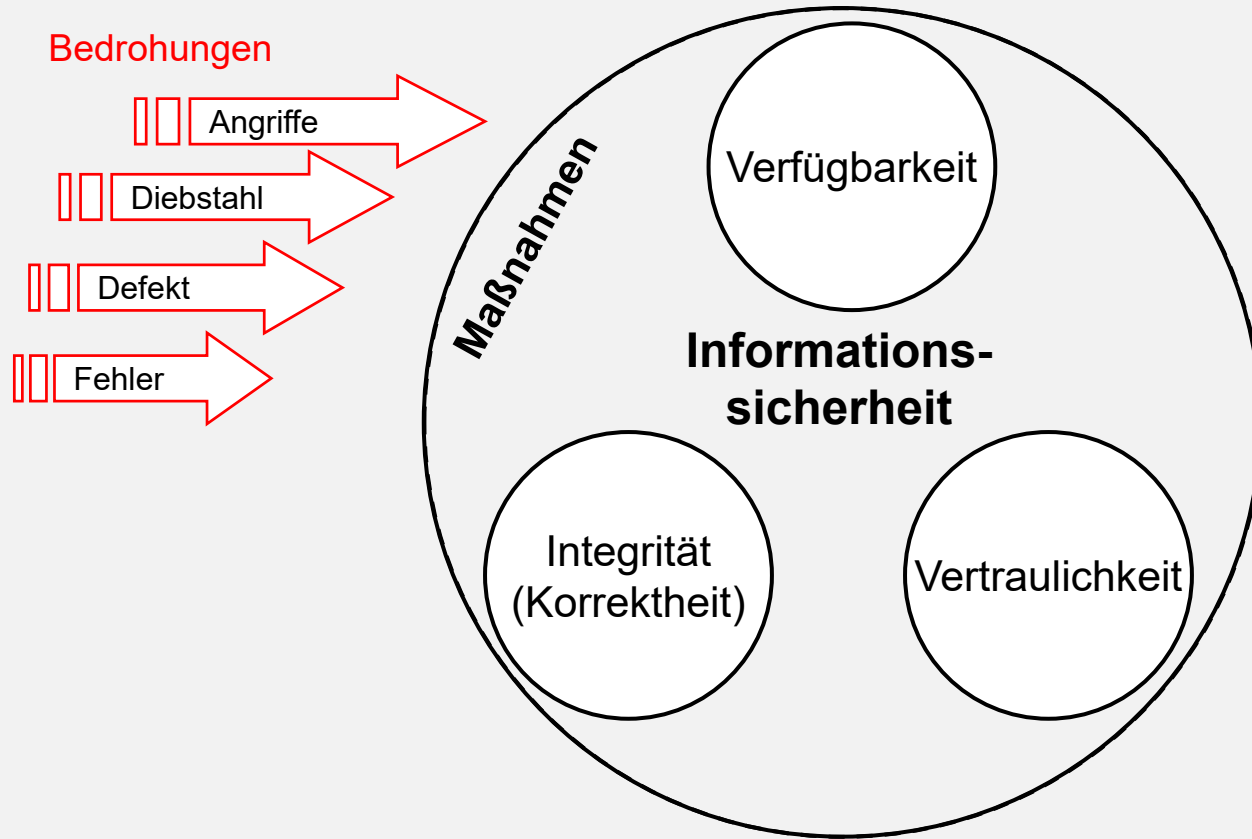 Bedrohungen
Angriffe
Diebstahl
Defekt
Fehler
Maßnahmen
Verfügbarkeit
Informations-
sicherheit
Integrität
(Korrektheit)
Vertraulichkeit